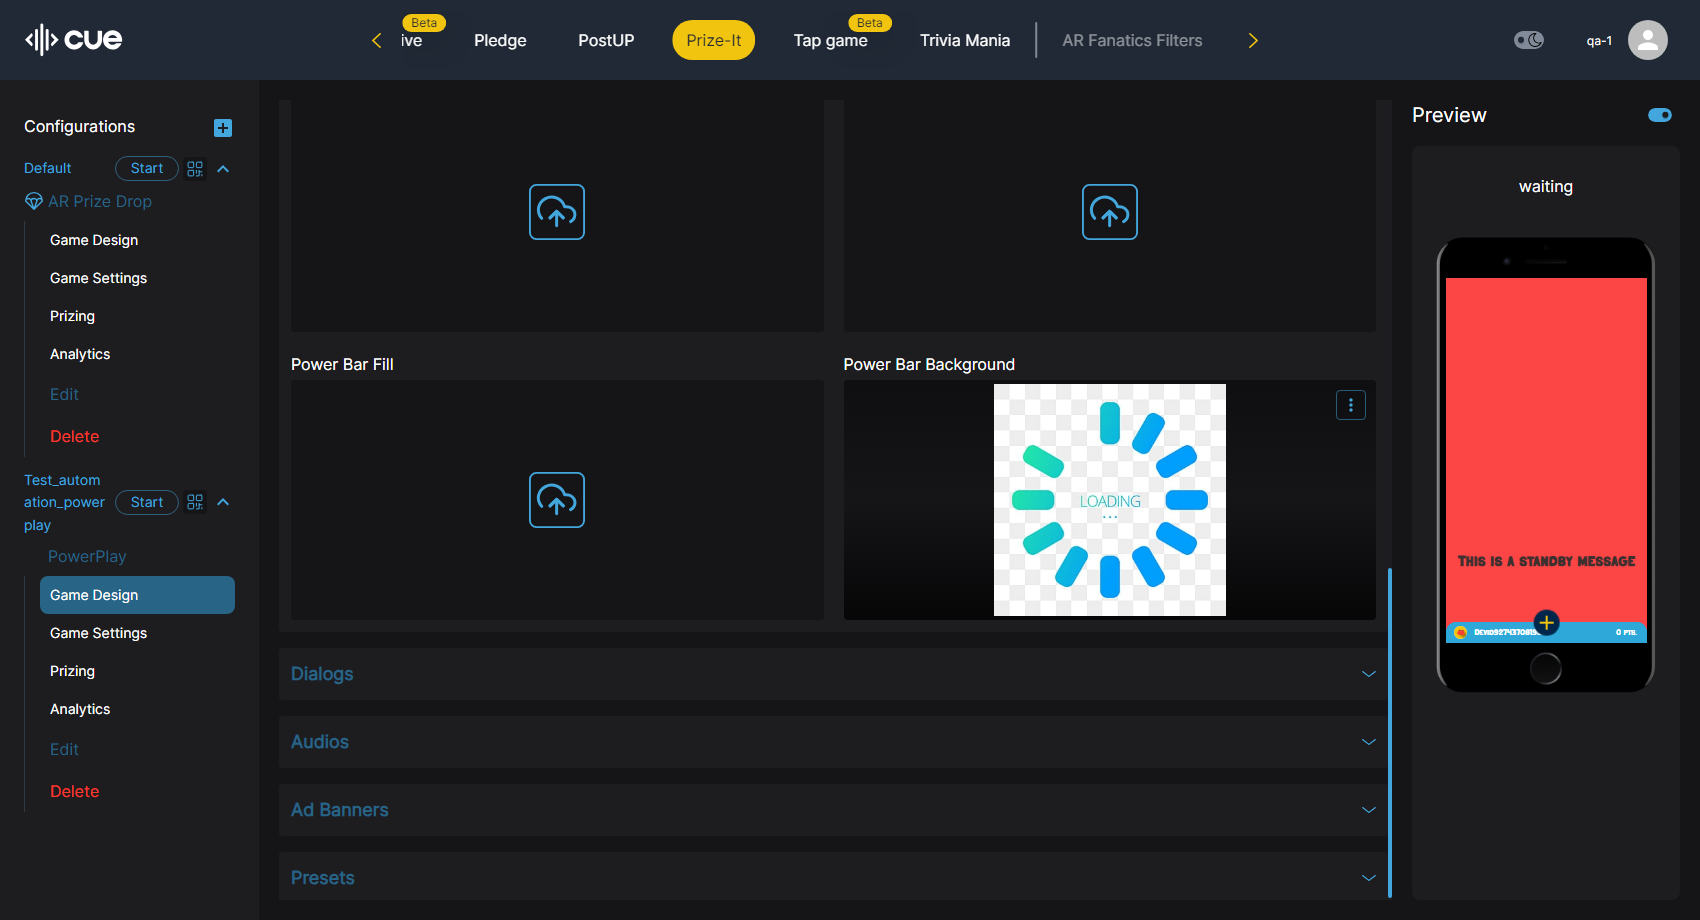 cue
Beta
ive
Pledge
PostUP
Prize-It
Beta
Tap game
Trivia Mania
AR Fanatics Filters
qa-1
Configurations
Default
Start
AR Prize Drop
Game Design
Game Settings
Prizing
Analytics
Edit
Delete
Test_autom
ation_power
play
Start
PowerPlay
Game Design
Game Settings
Prizing
Analytics
Edit
Delete
Power Bar Fill
Power Bar Background
LOADING
...
Dialogs
Audios
Ad Banners
Presets
Preview
waiting
This is a standby message
0 pts.